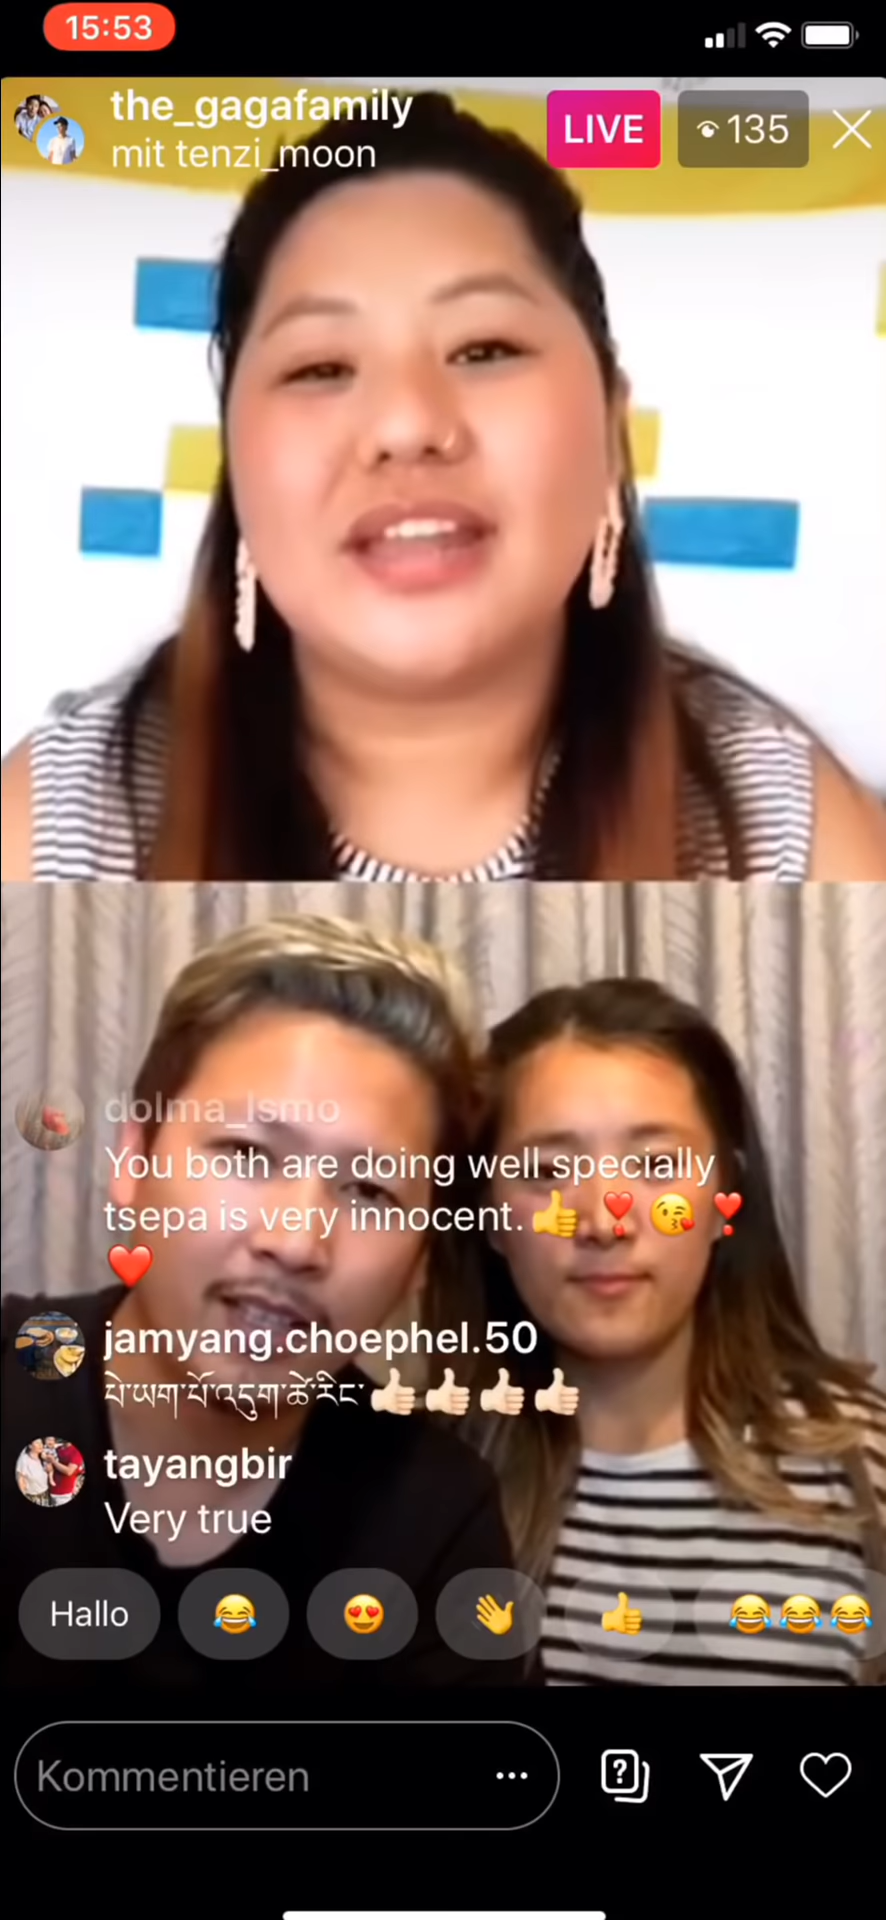 15:53
the_gagafamily
mit tenzi_moon
LIVE
135
dolma_lsmo
You both are doing well specially
tsepa is very innocent.👍❣️😘❣️
❤️
jamyang.choephel.50
པེ་ཡག་པོ་འདུག་ཚེ་རིང་👍🏻👍🏻👍🏻👍🏻
tayangbir
Very true
Hallo 😂 😍 👋 👍 😂😂😂
Kommentieren